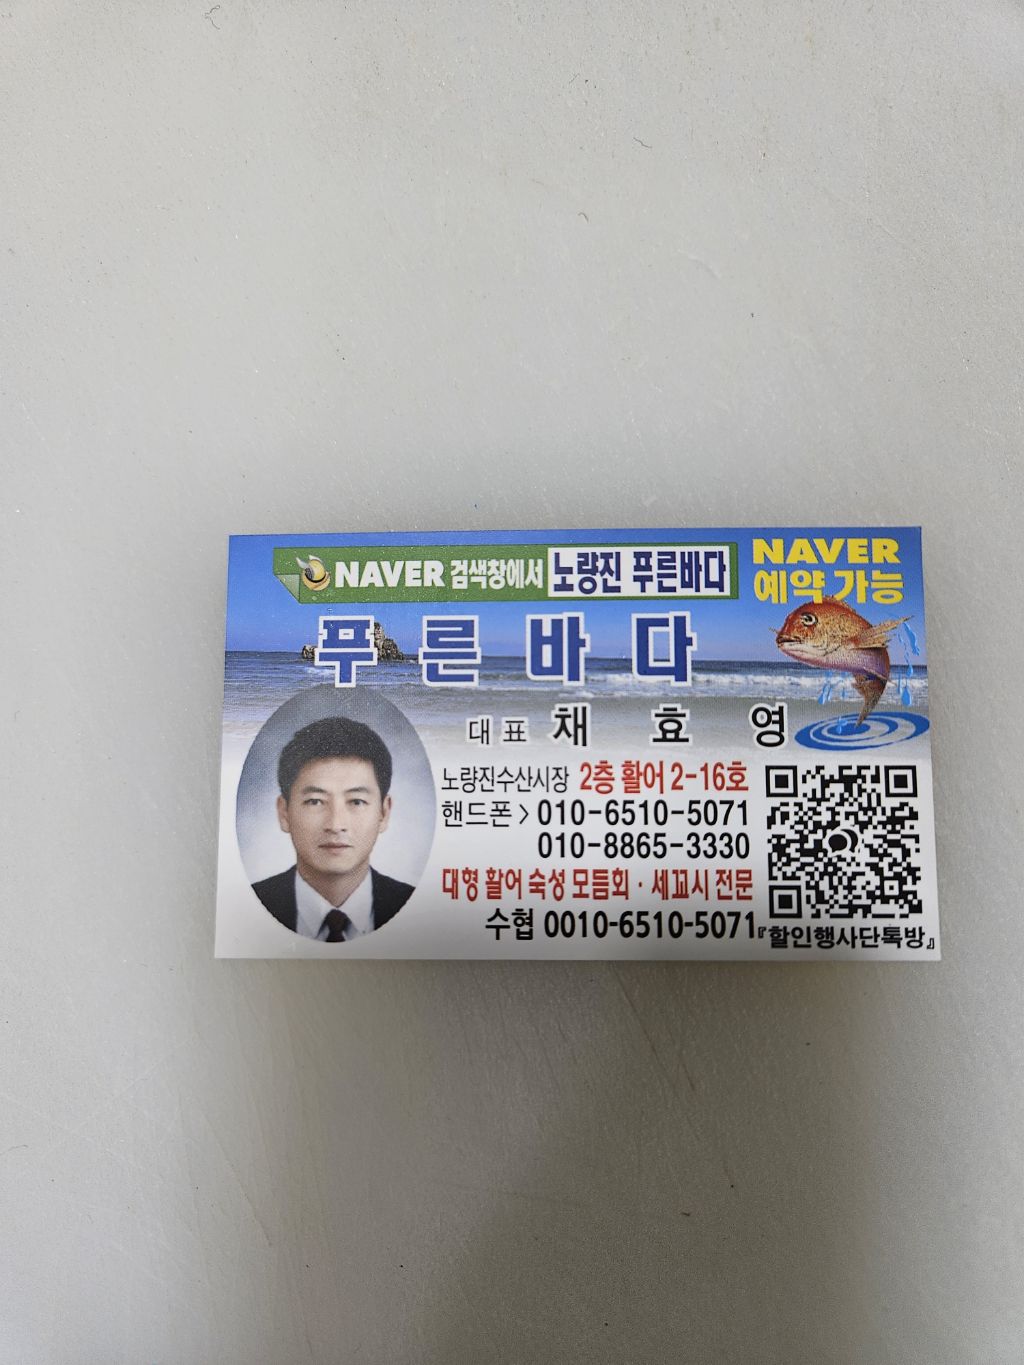 NAVER 검색창에서 노량진 푸른바다
NAVER
예약 가능
푸른바다
대표 채효영
노량진수산시장 2층 활어 2-16호
핸드폰 > 010-6510-5071
010-8865-3330
대형 활어 숙성 모듬회 · 세꼬시 전문
수협 0010-6510-5071
『할인행사단톡방』